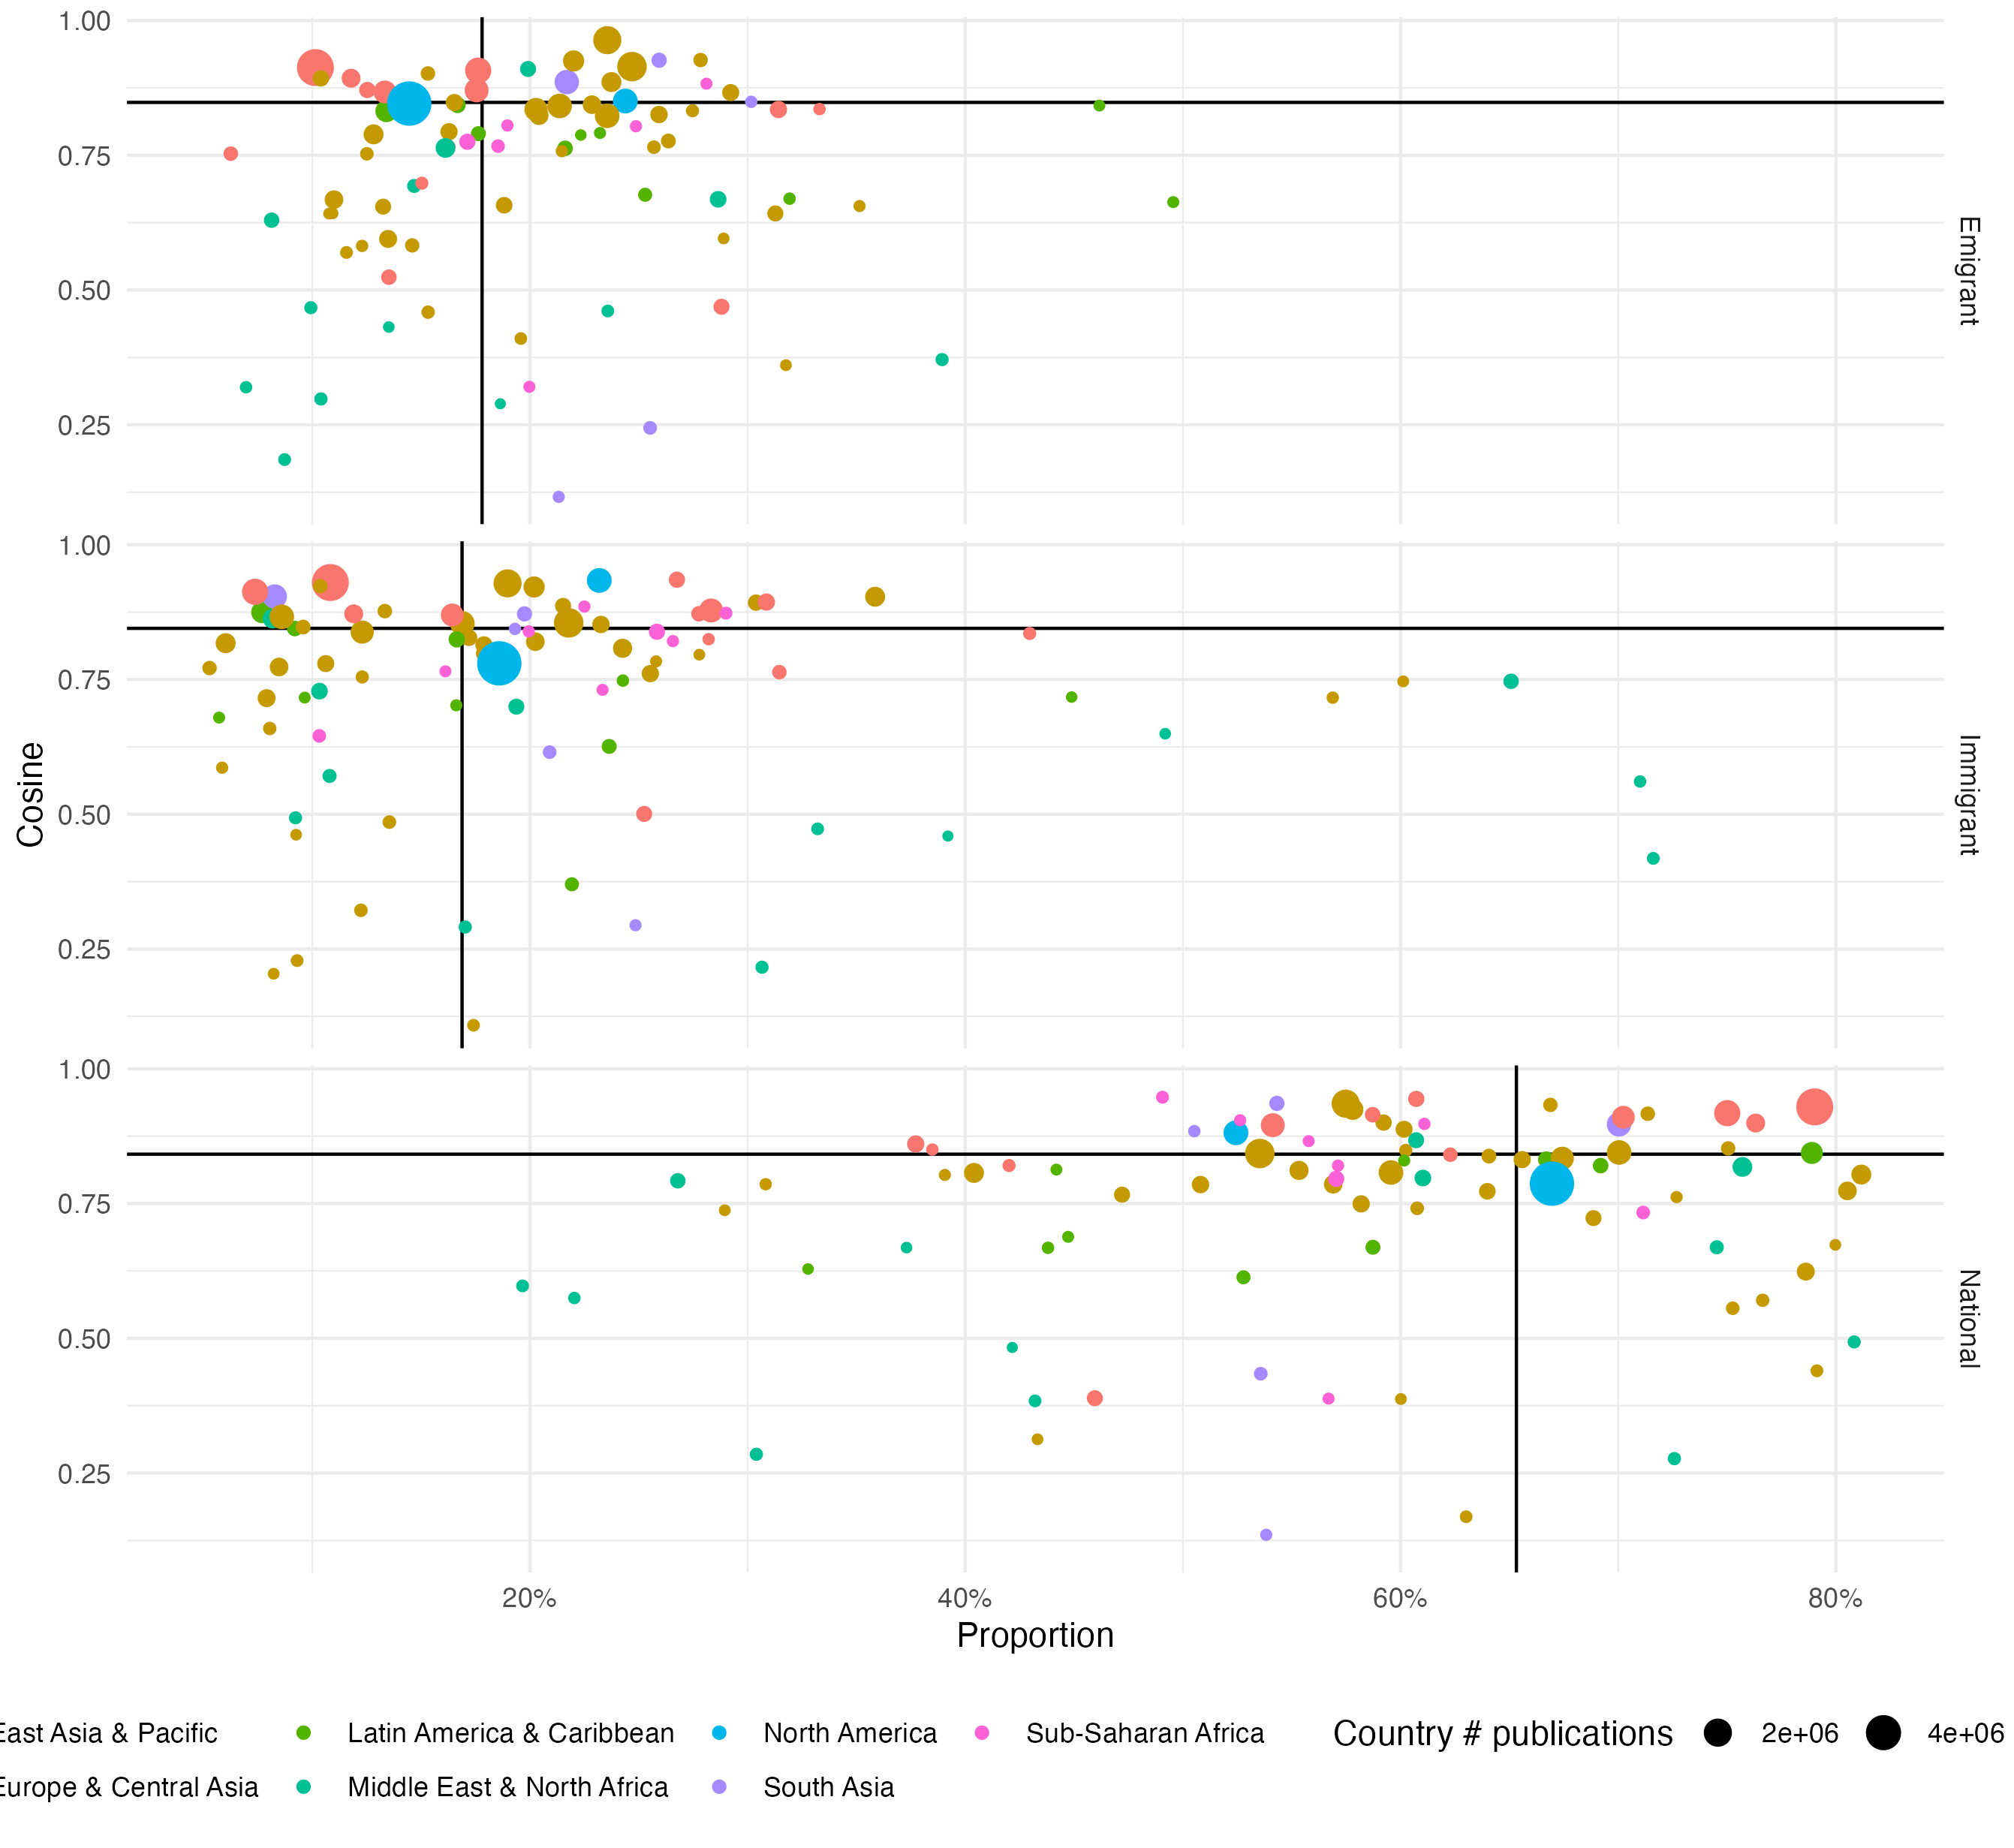 1.00
0.75
0.50
0.25
Emigrant
1.00
0.75
0.50
0.25
Immigrant
Cosine
1.00
0.75
0.50
0.25
National
20% 40% 60% 80%
Proportion
East Asia & Pacific Latin America & Caribbean North America Sub-Saharan Africa Country # publications 2e+06 4e+06
Europe & Central Asia Middle East & North Africa South Asia